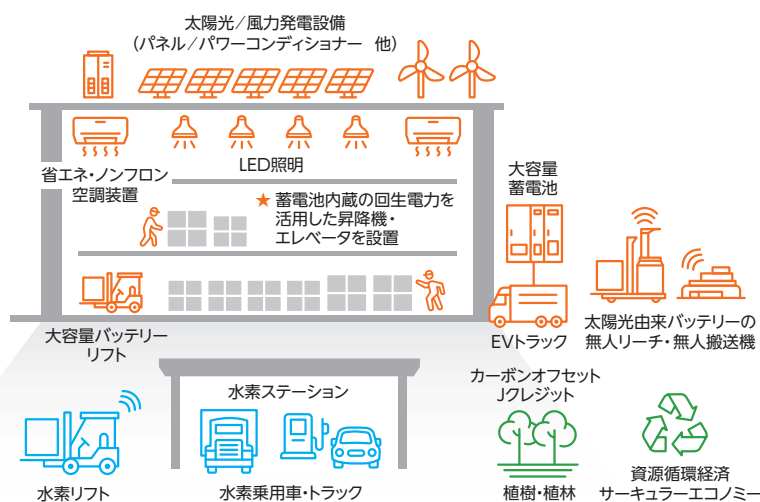 太陽光/風力発電設備
(パネル/パワーコンディショナー 他)
省エネ・ノンフロン
空調装置
LED照明
★ 蓄電池内蔵の回生電力を
活用した昇降機・
エレベータを設置
大容量
蓄電池
大容量バッテリー
リフト
EVトラック
太陽光由来バッテリーの
無人リーチ・無人搬送機
水素ステーション
カーボンオフセット
Jクレジット
水素リフト
水素乗用車・トラック
植樹・植林
資源循環経済
サーキュラーエコノミー